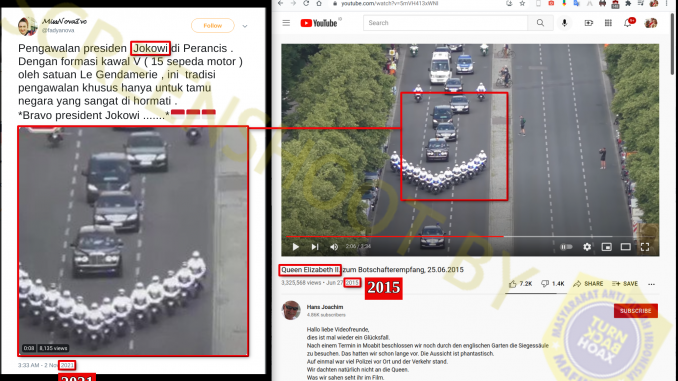 MissNovaEvo
@fadyanova
Follow
Pengawalan presiden Jokowi di Perancis .
Dengan formasi kawal V ( 15 sepeda motor )
oleh satuan Le Gendamerie , ini tradisi
pengawalan khusus hanya untuk tamu
negara yang sangat di hormati .
*Bravo president Jokowi .......*
0:08 | 8,135 views
3:33 AM - 2 Nov 2021
2021
youtube.com/watch?v=SmVH413xWNI
YouTube
Search
2:06 / 2:34
Queen Elizabeth II. zum Botschafterempfang, 25.06.2015
3,325,568 views • Jun 27, 2015
2015
7.2K
1.4K
SHARE
SAVE
Hans Joachim
4.86K subscribers
SUBSCRIBE
Hallo liebe Videofreunde,
dies ist mal wieder ein Glücksfall.
Nach einem Termin in Moabit beschlossen wir noch durch den englischen Garten die Siegessäule
zu besuchen. Das hatten wir schon lange vor. Die Aussicht ist phantastisch.
Auf einmal war viel Polizei vor Ort und der Verkehr stand.
Wir dachten natürlich nicht an die Queen.
Was wir sahen seht ihr im Film.
SCREENSHOOT BY
MASYARAKAT ANTI FITNAH INDONESIA
TURN BACK HOAX